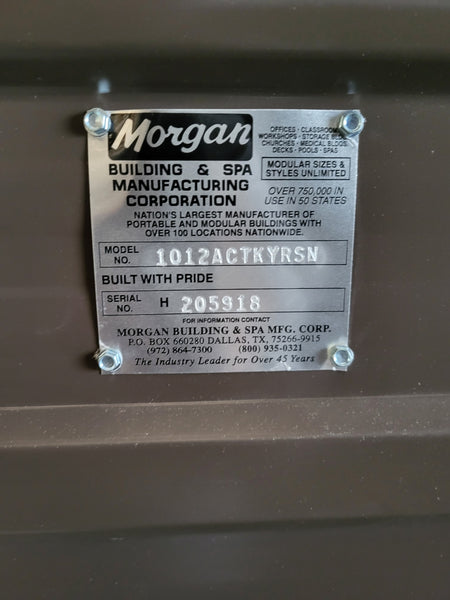 Morgan
OFFICES · CLASSROOMS
WORKSHOPS · STORAGE BLDG.
CHURCHES · MEDICAL BLDGS.
DECKS · POOLS · SPAS
MODULAR SIZES &
STYLES UNLIMITED
OVER 750,000 IN
USE IN 50 STATES
BUILDING & SPA
MANUFACTURING
CORPORATION
NATION'S LARGEST MANUFACTURER OF
PORTABLE AND MODULAR BUILDINGS WITH
OVER 100 LOCATIONS NATIONWIDE.
MODEL NO. 1012ACTKYRSN
BUILT WITH PRIDE
SERIAL NO. H 205918
FOR INFORMATION CONTACT
MORGAN BUILDING & SPA MFG. CORP.
P.O. BOX 660280 DALLAS, TX, 75266-9915
(972) 864-7300 (800) 935-0321
The Industry Leader for Over 45 Years